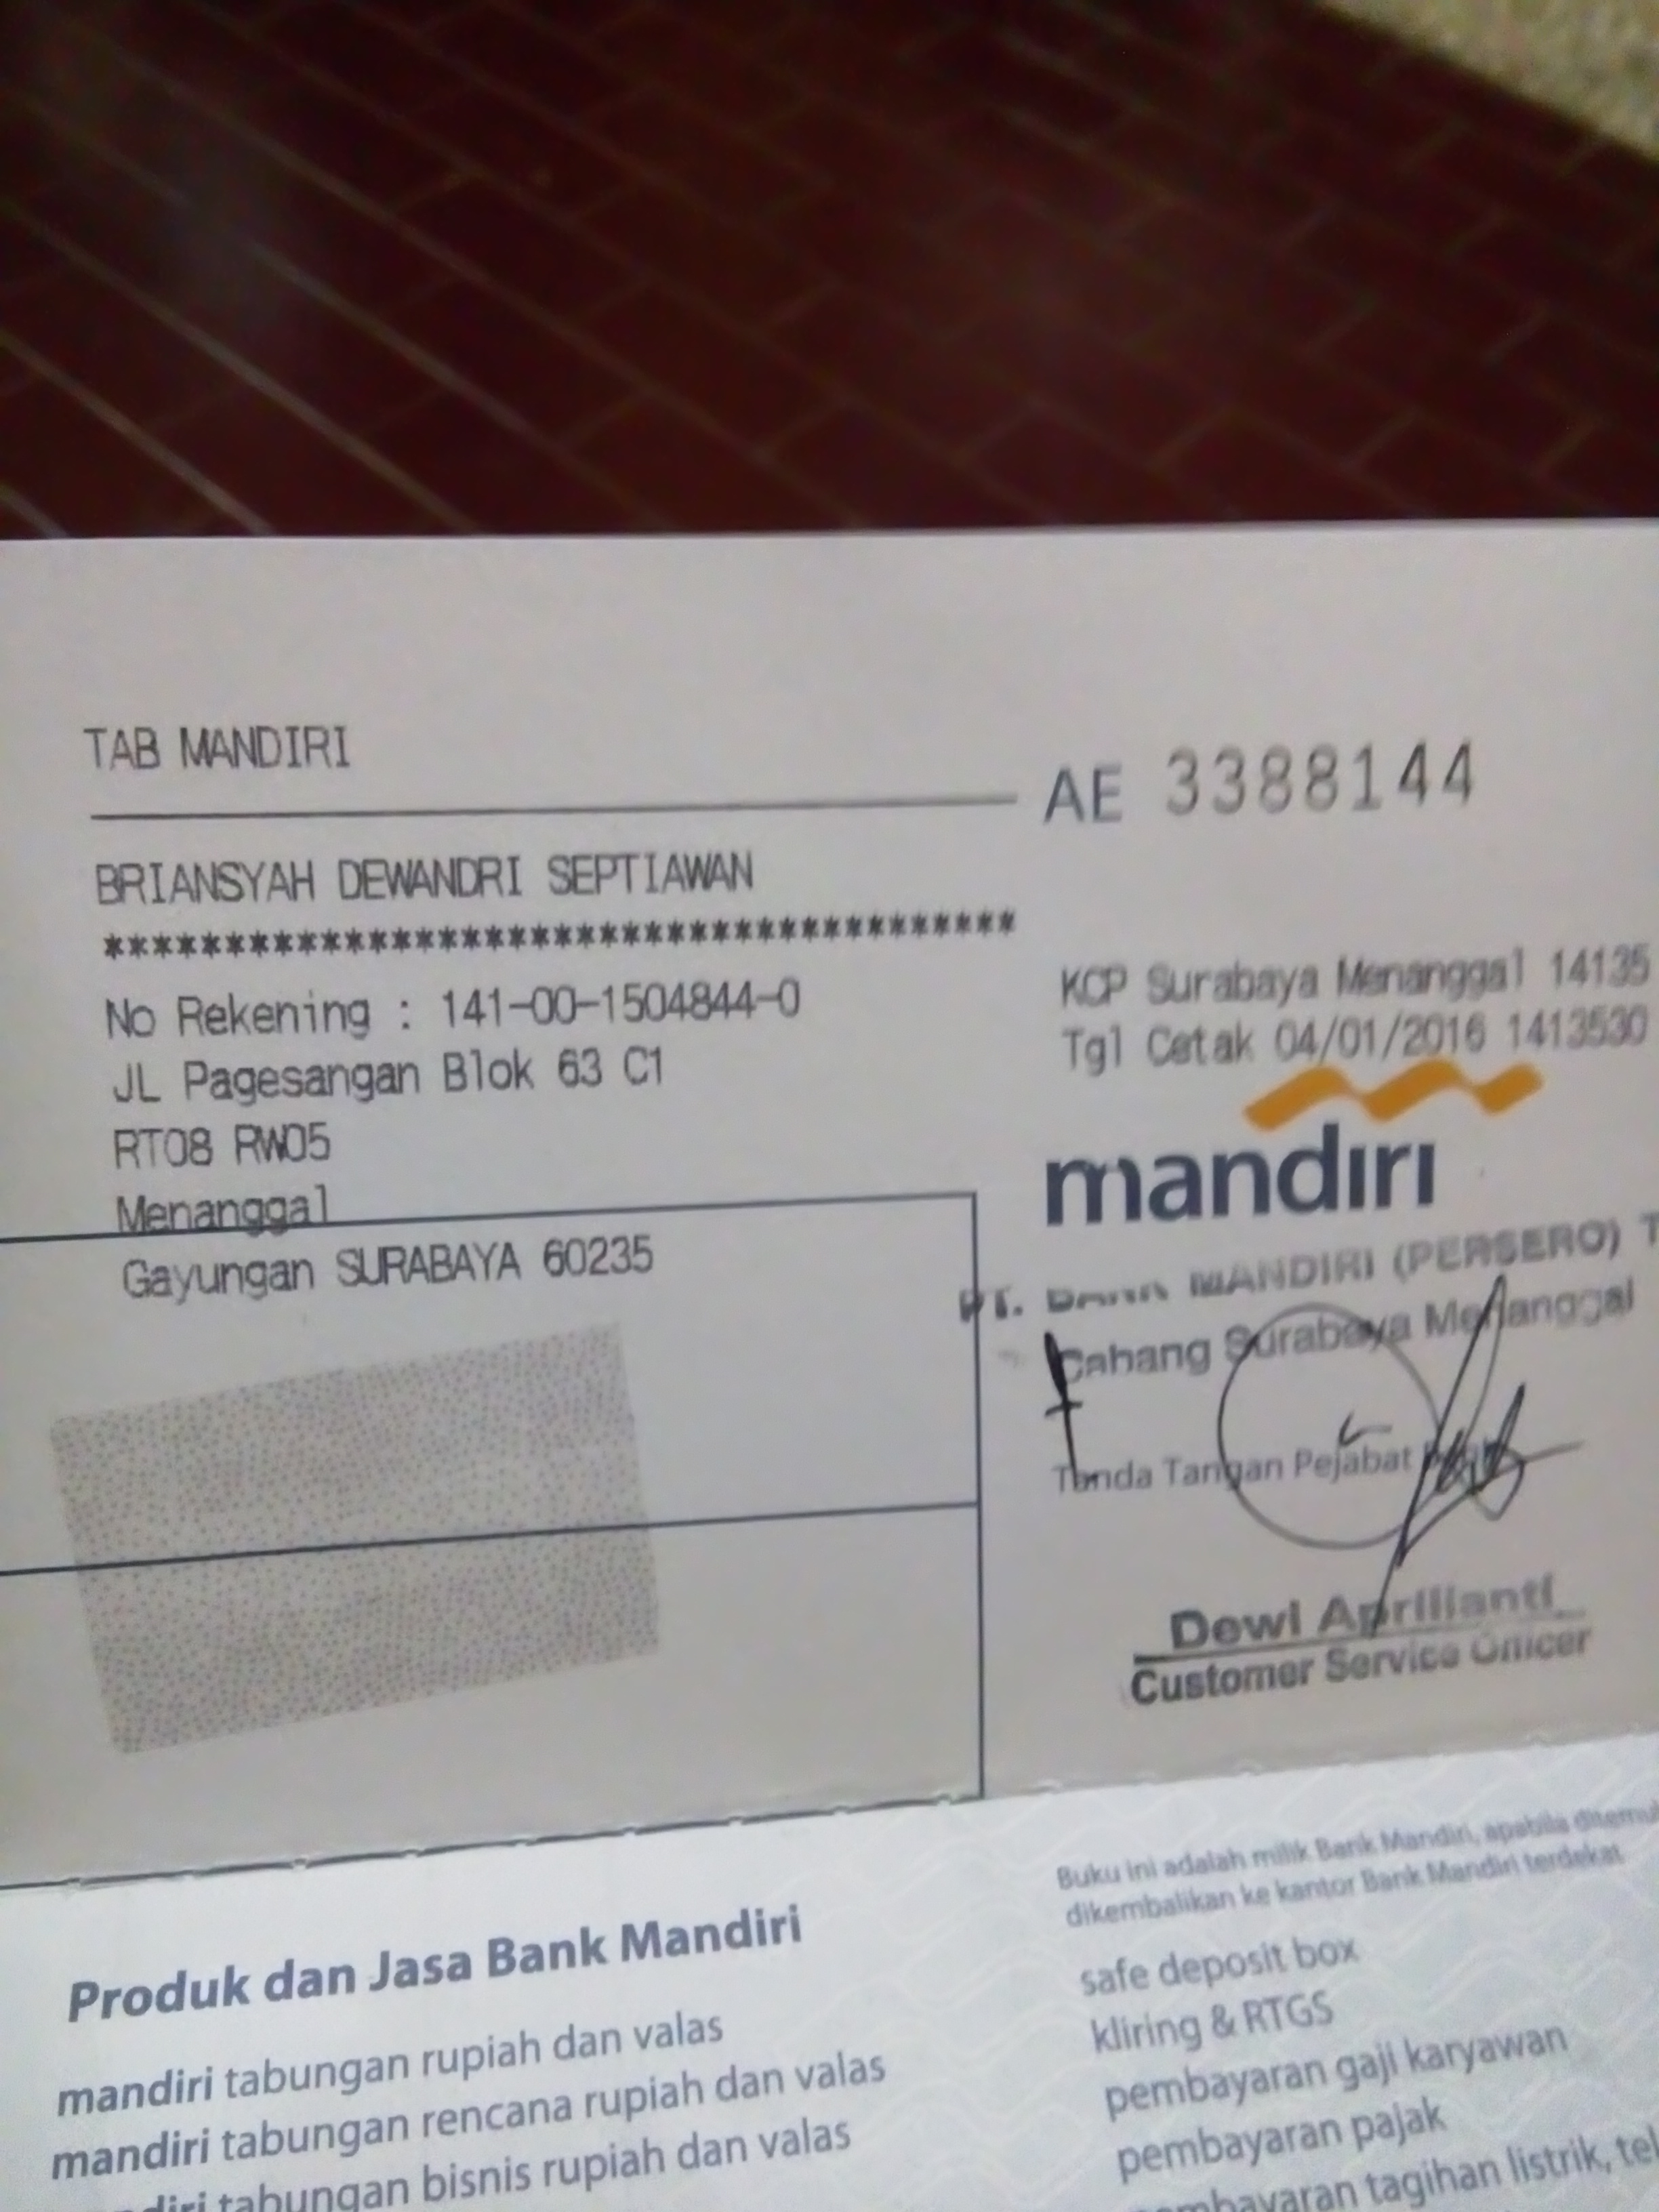 TAB MANDIRI
AE 3388144
BRIANSYAH DEWANDRI SEPTIAWAN
***************************************
No Rekening : 141-00-1504844-0
JL Pagesangan Blok 63 C1
RT08 RW05
Menanggal
Gayungan SURABAYA 60235
KCP Surabaya Menanggal 14135
Tgl Cetak 04/01/2016 1413530
mandiri
PT. BANK MANDIRI (PERSERO) T
Cabang Surabaya Menanggal
Tanda Tangan Pejabat
Dewi Aprilianti
Customer Service Officer
Produk dan Jasa Bank Mandiri
mandiri tabungan rupiah dan valas
mandiri tabungan rencana rupiah dan valas
mandiri tabungan bisnis rupiah dan valas
Buku ini adalah milik Bank Mandiri, apabila ditemu
dikembalikan ke kantor Bank Mandiri terdekat
safe deposit box
kliring & RTGS
pembayaran gaji karyawan
pembayaran pajak
pembayaran tagihan listrik, tel